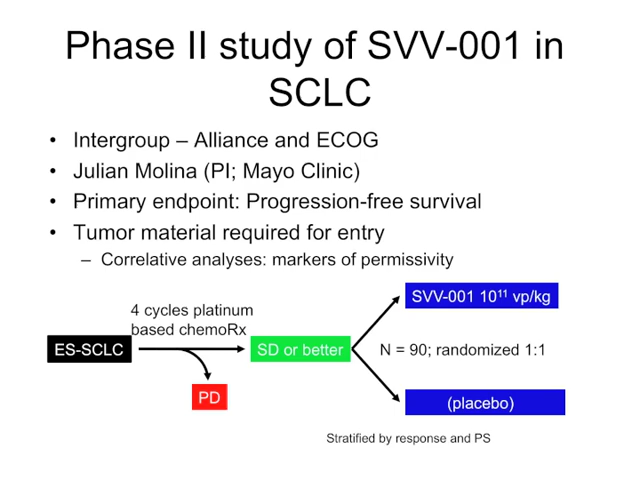 Phase II study of SVV-001 in
SCLC
• Intergroup – Alliance and ECOG
• Julian Molina (PI; Mayo Clinic)
• Primary endpoint: Progression-free survival
• Tumor material required for entry
– Correlative analyses: markers of permissivity
SVV-001 10¹¹ vp/kg
4 cycles platinum
based chemoRx
ES-SCLC
SD or better
N = 90; randomized 1:1
PD
(placebo)
Stratified by response and PS